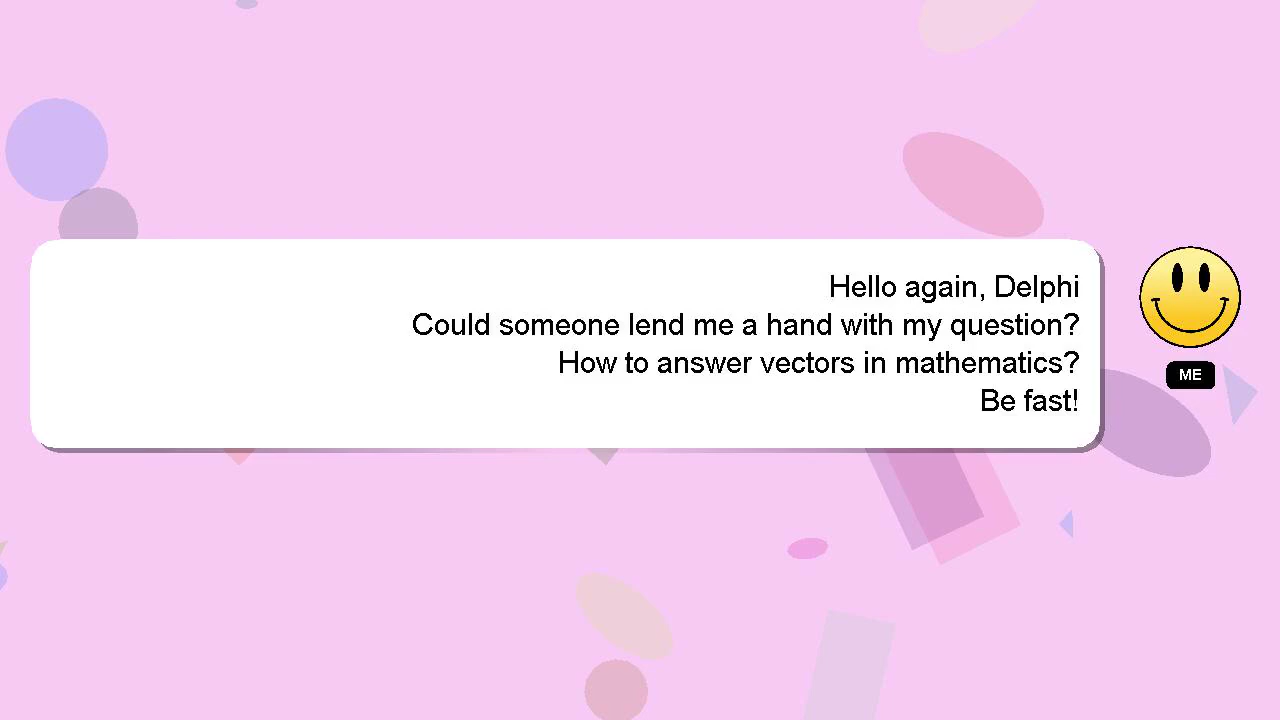 Hello again, Delphi
Could someone lend me a hand with my question?
How to answer vectors in mathematics?
Be fast!
ME